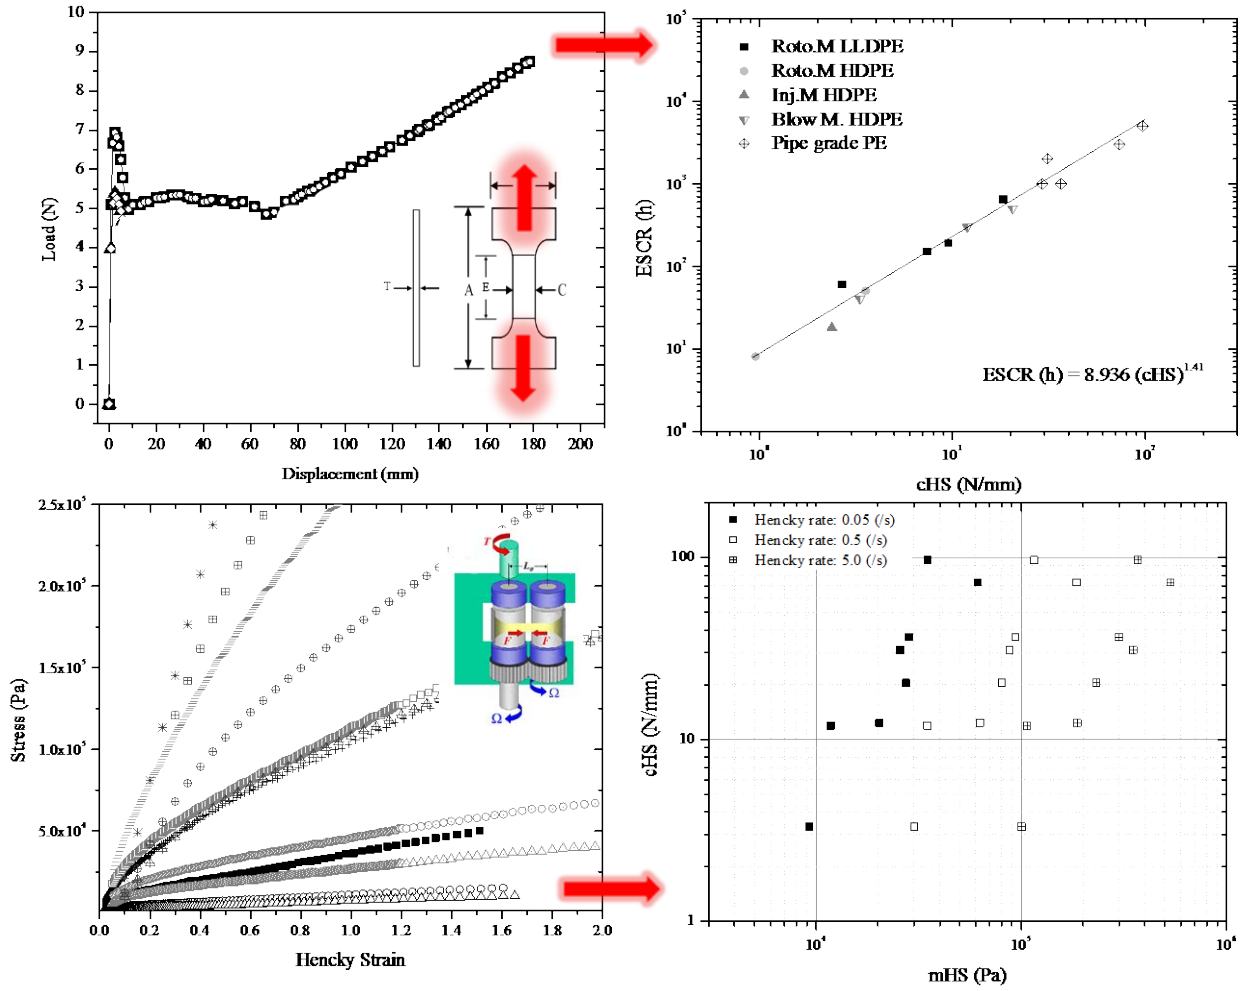 10
9
8
7
6
5
4
3
2
1
0
Load (N)
0 20 40 60 80 100 120 140 160 180 200
Displacement (mm)
T
A
E
C
10⁵
10⁴
10³
10²
10¹
10⁰
ESCR (h)
Roto.M LLDPE
Roto.M HDPE
Inj.M HDPE
Blow M. HDPE
Pipe grade PE
ESCR (h) = 8.936 (cHS)¹·⁴¹
10⁰ 10¹ 10⁷
cHS (N/mm)
2.5x10⁵
2.0x10⁵
1.5x10⁵
1.0x10⁵
5.0x10⁴
Stress (Pa)
0.0 0.2 0.4 0.6 0.8 1.0 1.2 1.4 1.6 1.8 2.0
Hencky Strain
T
F F
Ω
Ω
Hencky rate: 0.05 (/s)
Hencky rate: 0.5 (/s)
Hencky rate: 5.0 (/s)
100
10
1
cHS (N/mm)
10⁴ 10⁵ 10⁶
mHS (Pa)